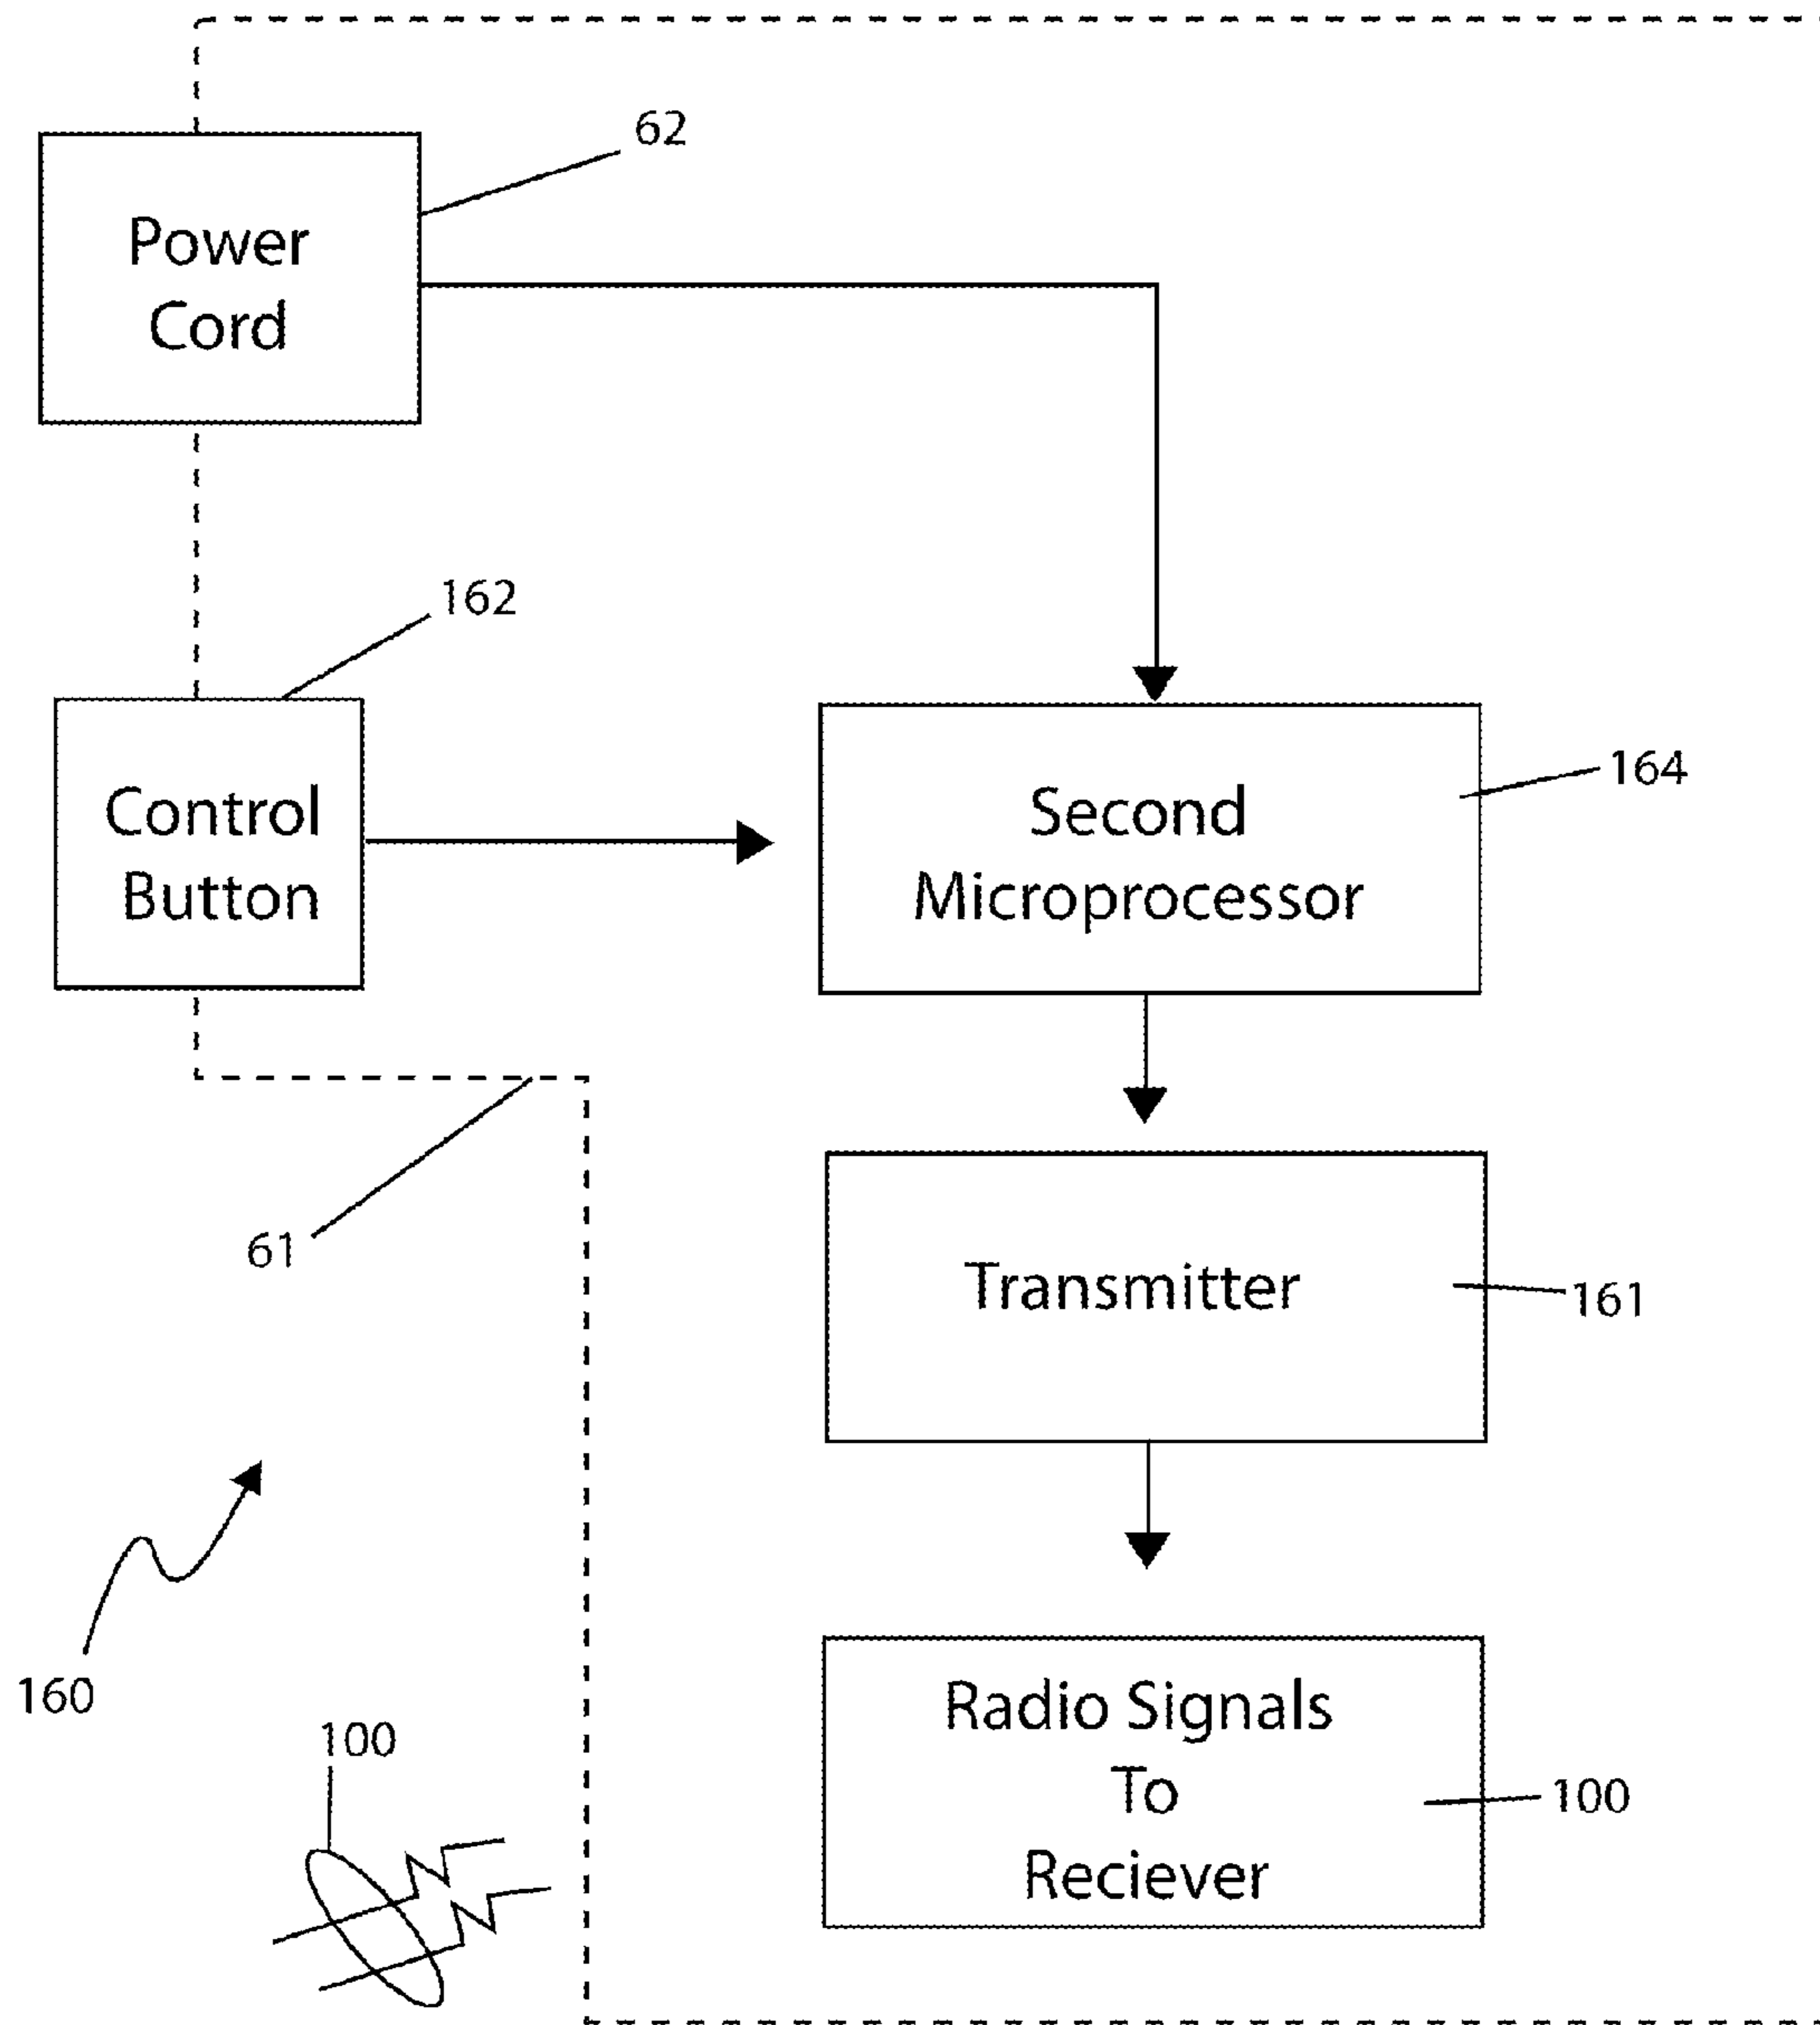 62
Power
Cord
162
Control
Button
Second
Microprocessor
164
61
Transmitter
161
160
100
Radio Signals
To
Reciever
100